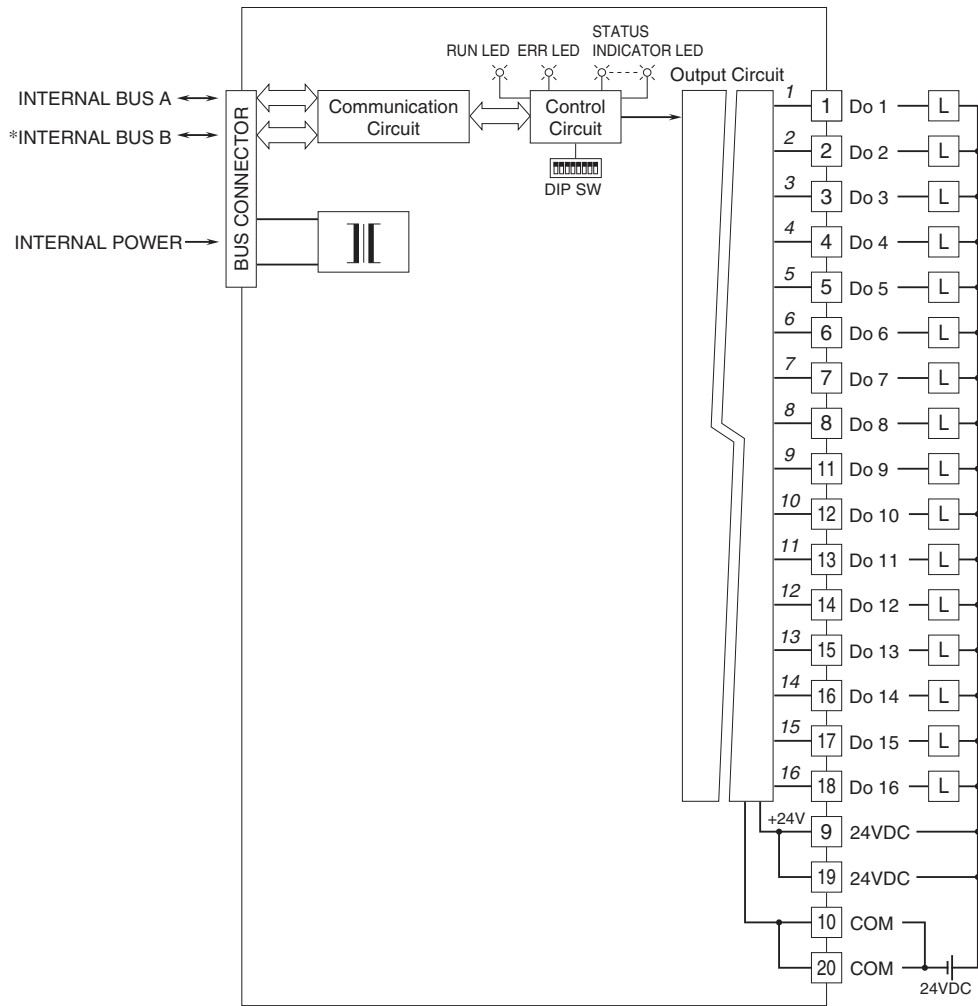 STATUS
RUN LED ERR LED INDICATOR LED
Output Circuit
INTERNAL BUS A
*INTERNAL BUS B
INTERNAL POWER
BUS CONNECTOR
Communication
Circuit
Control
Circuit
DIP SW
1 1 Do 1 L
2 2 Do 2 L
3 3 Do 3 L
4 4 Do 4 L
5 5 Do 5 L
6 6 Do 6 L
7 7 Do 7 L
8 8 Do 8 L
9 11 Do 9 L
10 12 Do 10 L
11 13 Do 11 L
12 14 Do 12 L
13 15 Do 13 L
14 16 Do 14 L
15 17 Do 15 L
16 18 Do 16 L
+24V 9 24VDC
19 24VDC
10 COM
20 COM
24VDC